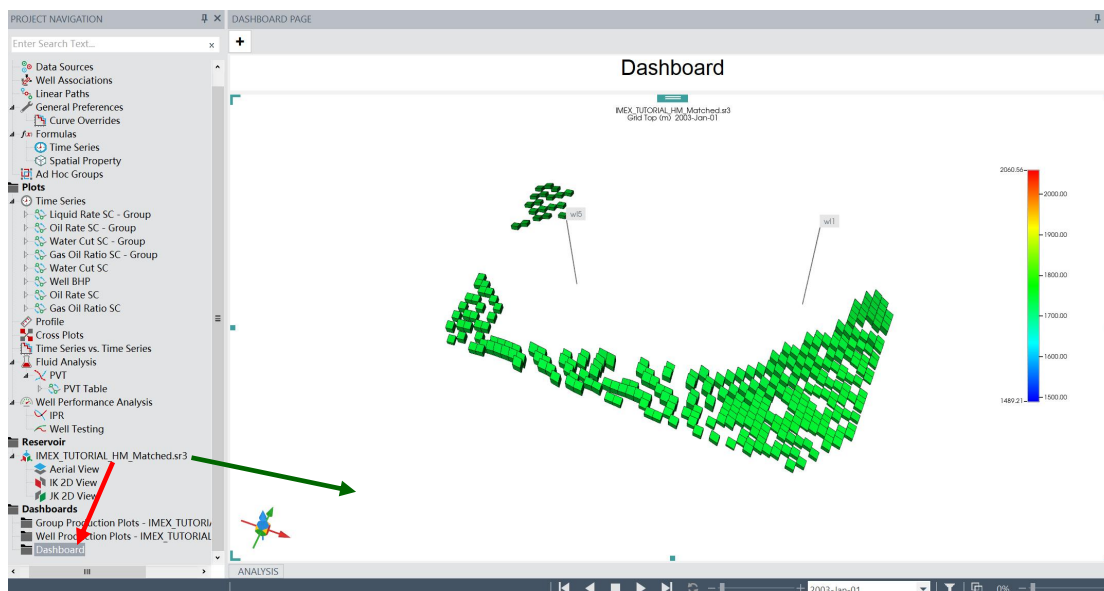 PROJECT NAVIGATION
DASHBOARD PAGE
Enter Search Text...
x
+
Data Sources
Well Associations
Linear Paths
General Preferences
Curve Overrides
Formulas
Time Series
Spatial Property
Ad Hoc Groups
Plots
Time Series
Liquid Rate SC - Group
Oil Rate SC - Group
Water Cut SC - Group
Gas Oil Ratio SC - Group
Water Cut SC
Well BHP
Oil Rate SC
Gas Oil Ratio SC
Profile
Cross Plots
Time Series vs. Time Series
Fluid Analysis
PVT
PVT Table
Well Performance Analysis
IPR
Well Testing
Reservoir
IMEX_TUTORIAL_HM_Matched.sr3
Aerial View
IK 2D View
JK 2D View
Dashboards
Group Production Plots - IMEX_TUTORIA
Well Production Plots - IMEX_TUTORIAL
Dashboard
Dashboard
IMEX_TUTORIAL_HM_Matched.sr3
Grid Top (m) 2003-Jan-01
wl5
wl1
2060.56
2000.00
1900.00
1800.00
1700.00
1600.00
1500.00
1489.21
ANALYSIS
2003-Jan-01
0%